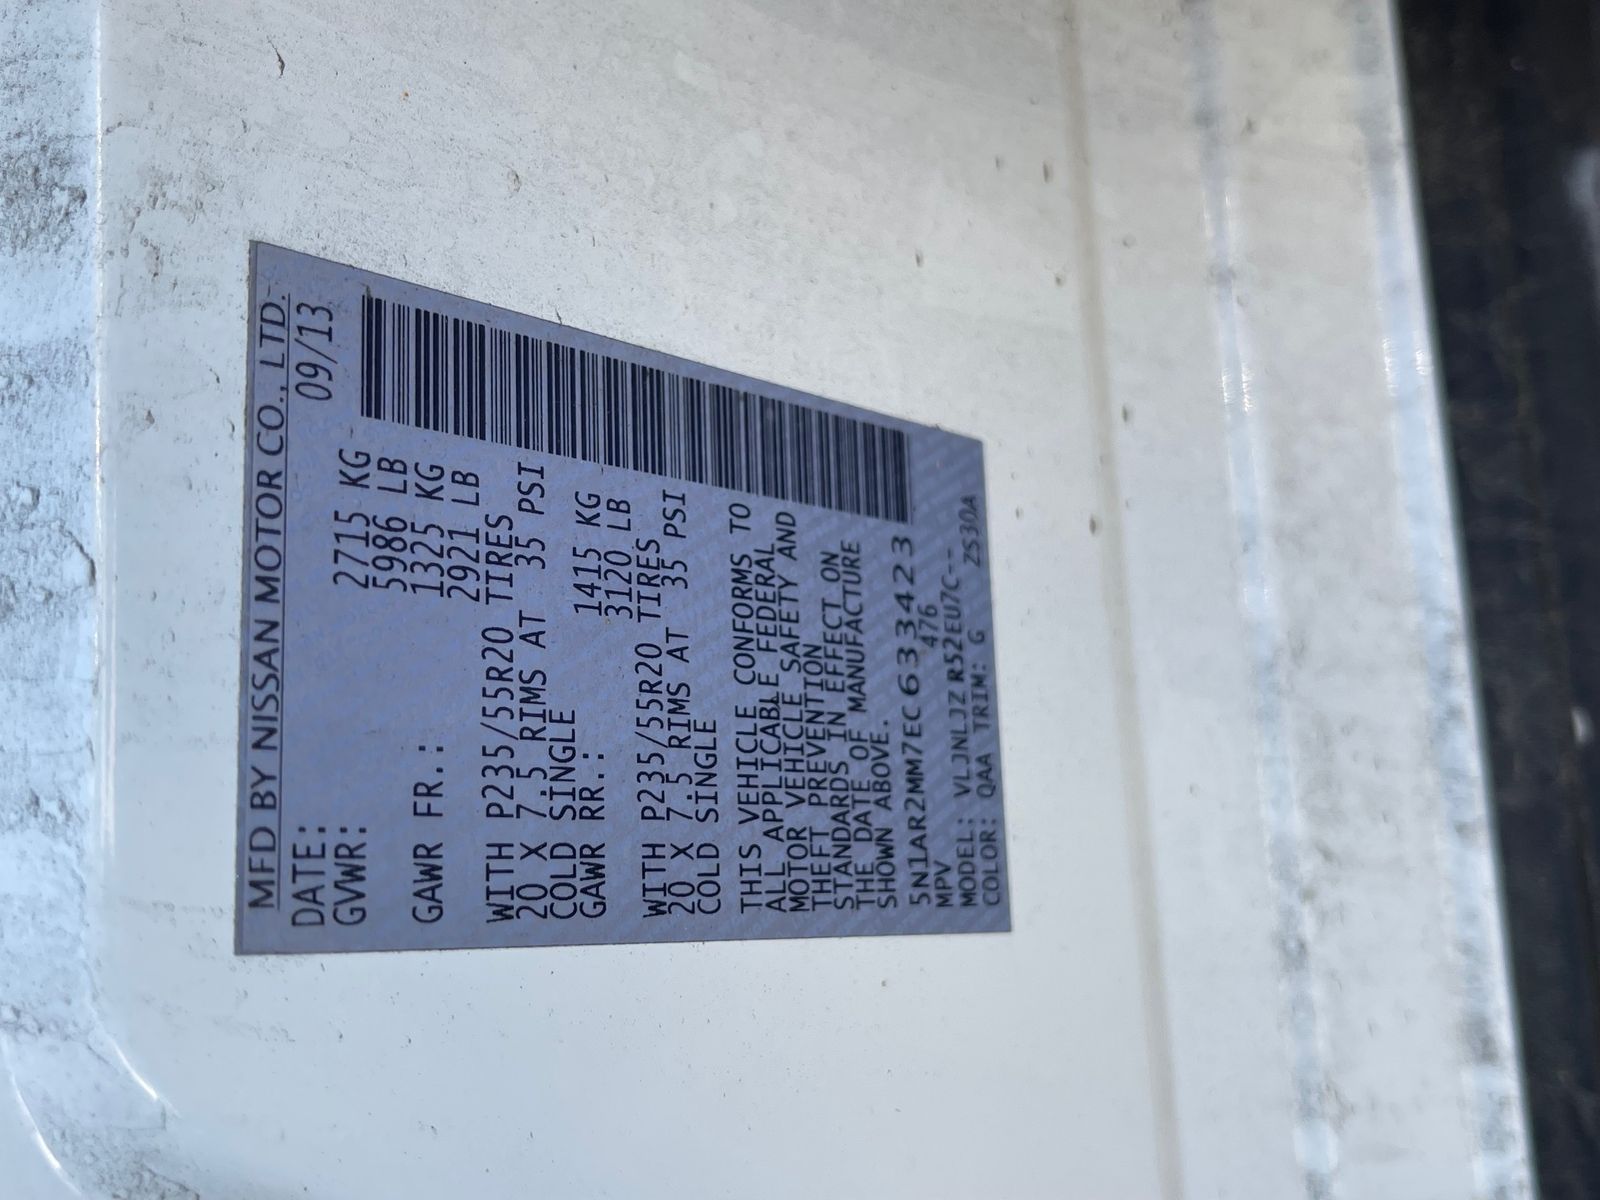 MFD BY NISSAN MOTOR CO., LTD.
DATE: 09/13
GVWR: 2715 KG
5986 LB
GAWR FR.: 1325 KG
2921 LB
WITH P235/55R20 TIRES
20 X 7.5 RIMS AT 35 PSI
COLD SINGLE
GAWR RR.: 1415 KG
3120 LB
WITH P235/55R20 TIRES
20 X 7.5 RIMS AT 35 PSI
COLD SINGLE
THIS VEHICLE CONFORMS TO
ALL APPLICABLE FEDERAL
MOTOR VEHICLE SAFETY AND
THEFT PREVENTION
STANDARDS IN EFFECT ON
THE DATE OF MANUFACTURE
SHOWN ABOVE.
5N1AR2MM7EC633423
MPV 476
MODEL: VLJNLJZ R52EU7C--
COLOR: QAA TRIM: G ZS30A